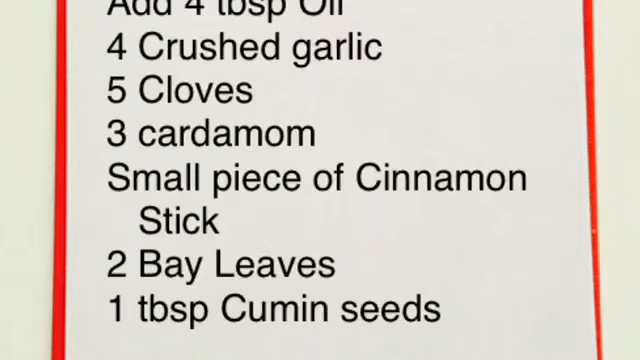 Add 4 tbsp Oil
4 Crushed garlic
5 Cloves
3 cardamom
Small piece of Cinnamon
Stick
2 Bay Leaves
1 tbsp Cumin seeds